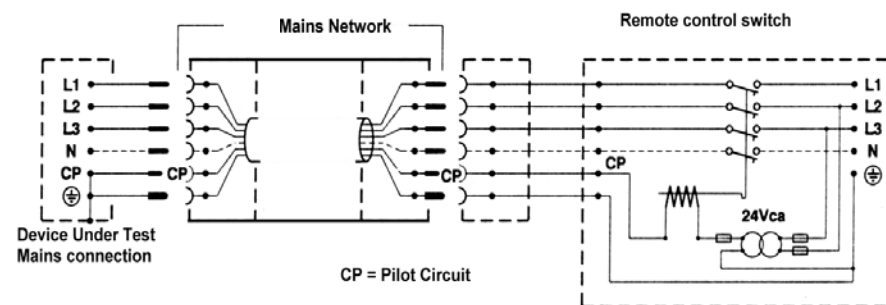 Mains Network
Remote control switch
L1
L2
L3
N
CP
CP
CP
CP
L1
L2
L3
N
24Vca
Device Under Test
Mains connection
CP = Pilot Circuit